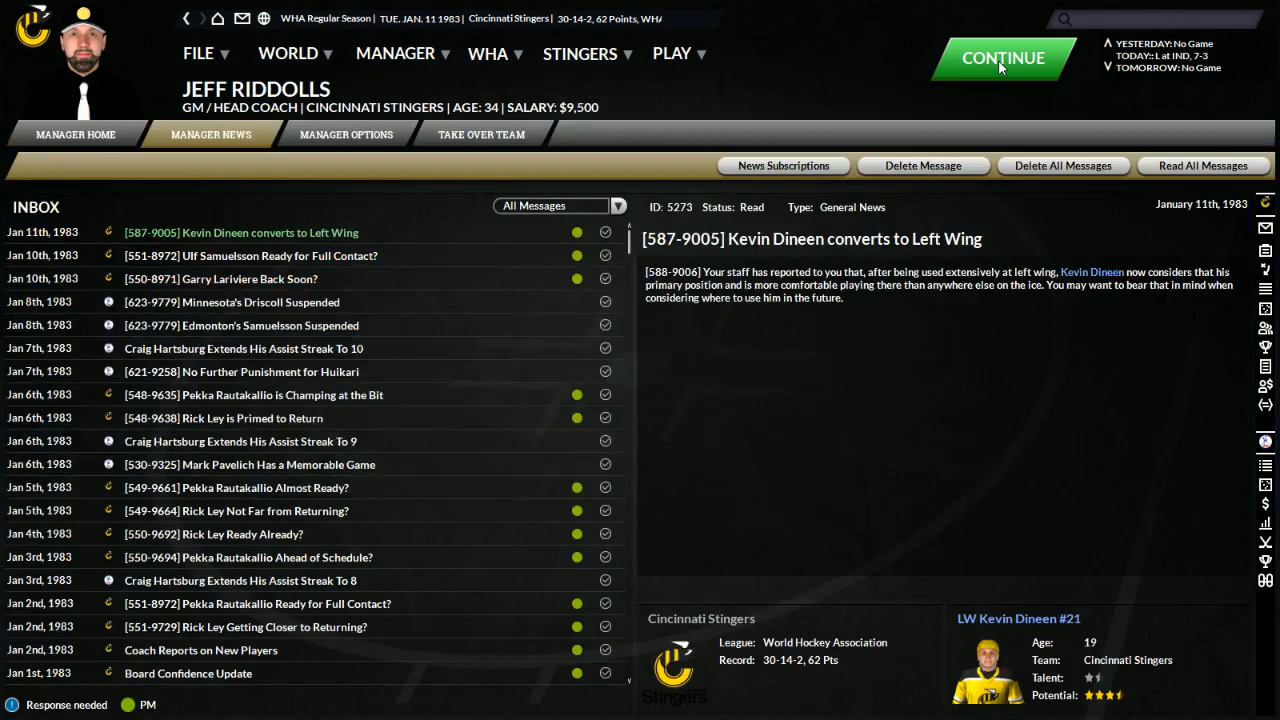 WHA Regular Season | TUE. JAN. 11 1983 | Cincinnati Stingers | 30-14-2, 62 Points, WHA
FILE WORLD MANAGER WHA STINGERS PLAY
CONTINUE
YESTERDAY: No Game
TODAY:: L at IND, 7-3
TOMORROW: No Game
JEFF RIDDOLLS
GM / HEAD COACH | CINCINNATI STINGERS | AGE: 34 | SALARY: $9,500
MANAGER HOME MANAGER NEWS MANAGER OPTIONS TAKE OVER TEAM
News Subscriptions Delete Message Delete All Messages Read All Messages
INBOX All Messages
Jan 11th, 1983 [587-9005] Kevin Dineen converts to Left Wing
Jan 10th, 1983 [551-8972] Ulf Samuelsson Ready for Full Contact?
Jan 10th, 1983 [550-8971] Garry Lariviere Back Soon?
Jan 8th, 1983 [623-9779] Minnesota's Driscoll Suspended
Jan 8th, 1983 [623-9779] Edmonton's Samuelsson Suspended
Jan 7th, 1983 Craig Hartsburg Extends His Assist Streak To 10
Jan 7th, 1983 [621-9258] No Further Punishment for Huikari
Jan 6th, 1983 [548-9635] Pekka Rautakallio is Champing at the Bit
Jan 6th, 1983 [548-9638] Rick Ley is Primed to Return
Jan 6th, 1983 Craig Hartsburg Extends His Assist Streak To 9
Jan 6th, 1983 [530-9325] Mark Pavelich Has a Memorable Game
Jan 5th, 1983 [549-9661] Pekka Rautakallio Almost Ready?
Jan 5th, 1983 [549-9664] Rick Ley Not Far from Returning?
Jan 4th, 1983 [550-9692] Rick Ley Ready Already?
Jan 3rd, 1983 [550-9694] Pekka Rautakallio Ahead of Schedule?
Jan 3rd, 1983 Craig Hartsburg Extends His Assist Streak To 8
Jan 2nd, 1983 [551-8972] Pekka Rautakallio Ready for Full Contact?
Jan 2nd, 1983 [551-9729] Rick Ley Getting Closer to Returning?
Jan 2nd, 1983 Coach Reports on New Players
Jan 1st, 1983 Board Confidence Update
Response needed PM
ID: 5273 Status: Read Type: General News January 11th, 1983
[587-9005] Kevin Dineen converts to Left Wing
[588-9006] Your staff has reported to you that, after being used extensively at left wing, Kevin Dineen now considers that his
primary position and is more comfortable playing there than anywhere else on the ice. You may want to bear that in mind when
considering where to use him in the future.
Cincinnati Stingers
League: World Hockey Association
Record: 30-14-2, 62 Pts
Stingers
LW Kevin Dineen #21
Age: 19
Team: Cincinnati Stingers
Talent:
Potential: